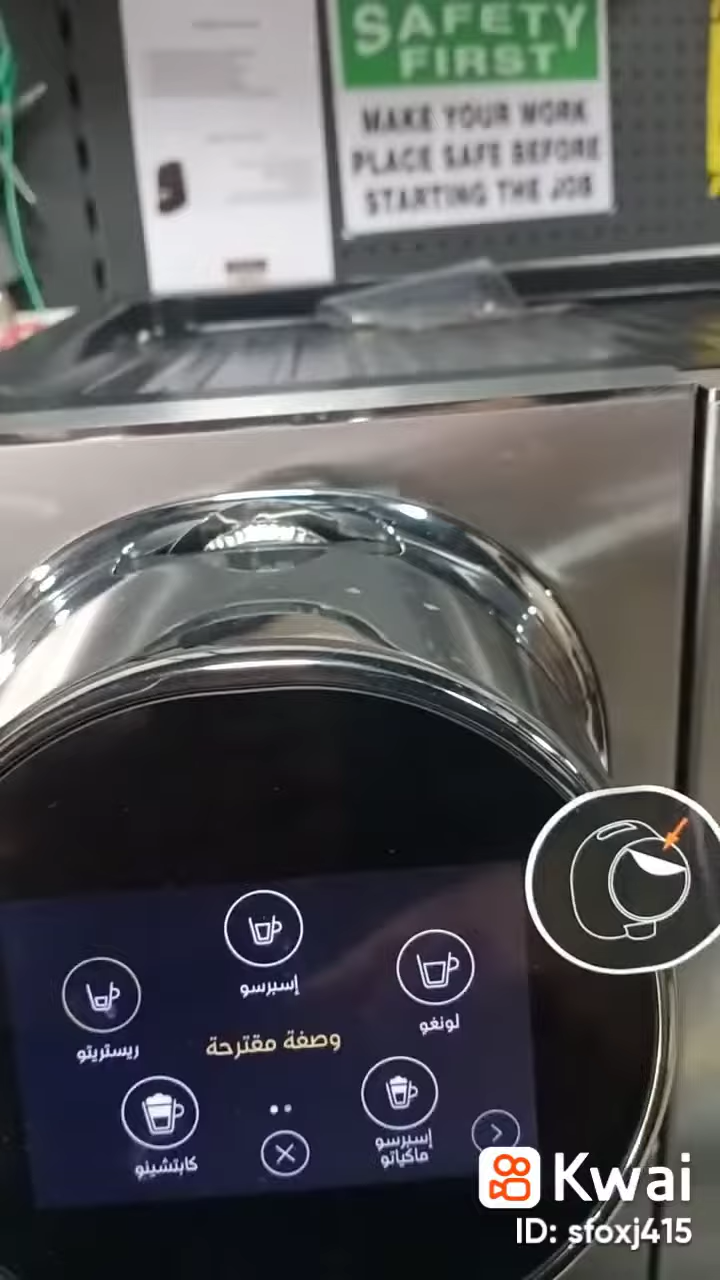 SAFETY
FIRST
MAKE YOUR WORK
PLACE SAFE BEFORE
STARTING THE JOB
إسبرسو
ريستريتو
لونغو
وصفة مقترحة
كابتشينو
إسبرسو
ماكياتو
Kwai
ID: sfoxj415